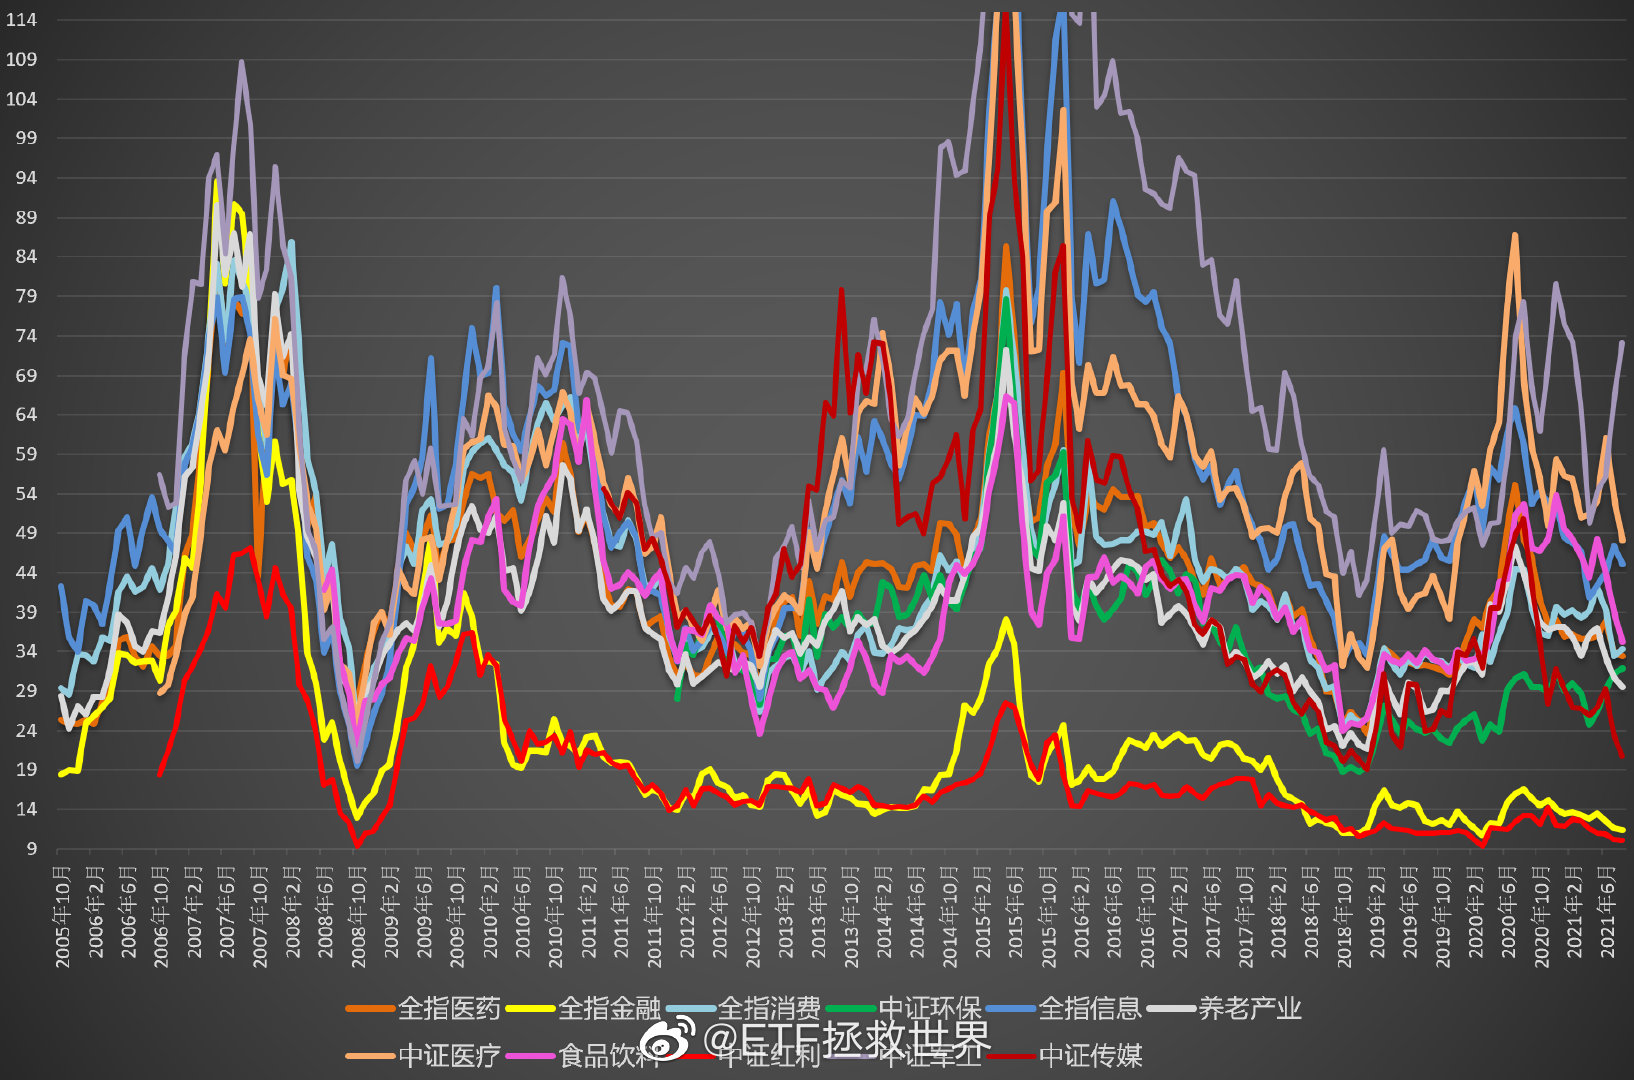 114
109
104
99
94
89
84
79
74
69
64
59
54
49
44
39
34
29
24
19
14
9
2005年10月
2006年2月
2006年6月
2006年10月
2007年2月
2007年6月
2007年10月
2008年2月
2008年6月
2008年10月
2009年2月
2009年6月
2009年10月
2010年2月
2010年6月
2010年10月
2011年2月
2011年6月
2011年10月
2012年2月
2012年6月
2012年10月
2013年2月
2013年6月
2013年10月
2014年2月
2014年6月
2014年10月
2015年2月
2015年6月
2015年10月
2016年2月
2016年6月
2016年10月
2017年2月
2017年6月
2017年10月
2018年2月
2018年6月
2018年10月
2019年2月
2019年6月
2019年10月
2020年2月
2020年6月
2020年10月
2021年2月
2021年6月
全指医药 全指金融 全指消费 中证环保 全指信息 养老产业
中证医疗 食品饮料 中证红利 中证军工 中证传媒
@ETF拯救世界